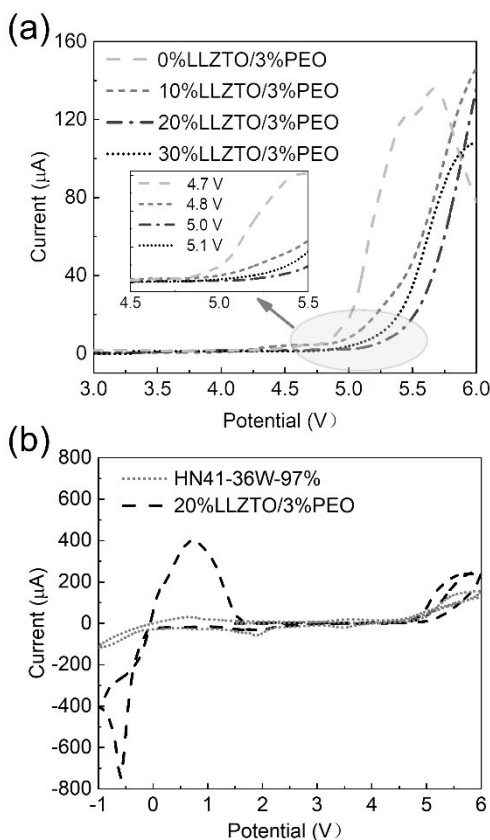 (a)
160
120
80
40
0
Current (μA)
0%LLZTO/3%PEO
10%LLZTO/3%PEO
20%LLZTO/3%PEO
30%LLZTO/3%PEO
4.7 V
4.8 V
5.0 V
5.1 V
4.5 5.0 5.5
3.0 3.5 4.0 4.5 5.0 5.5 6.0
Potential (V)
(b)
800
600
400
200
0
-200
-400
-600
-800
Current (μA)
HN41-36W-97%
20%LLZTO/3%PEO
-1 0 1 2 3 4 5 6
Potential (V)